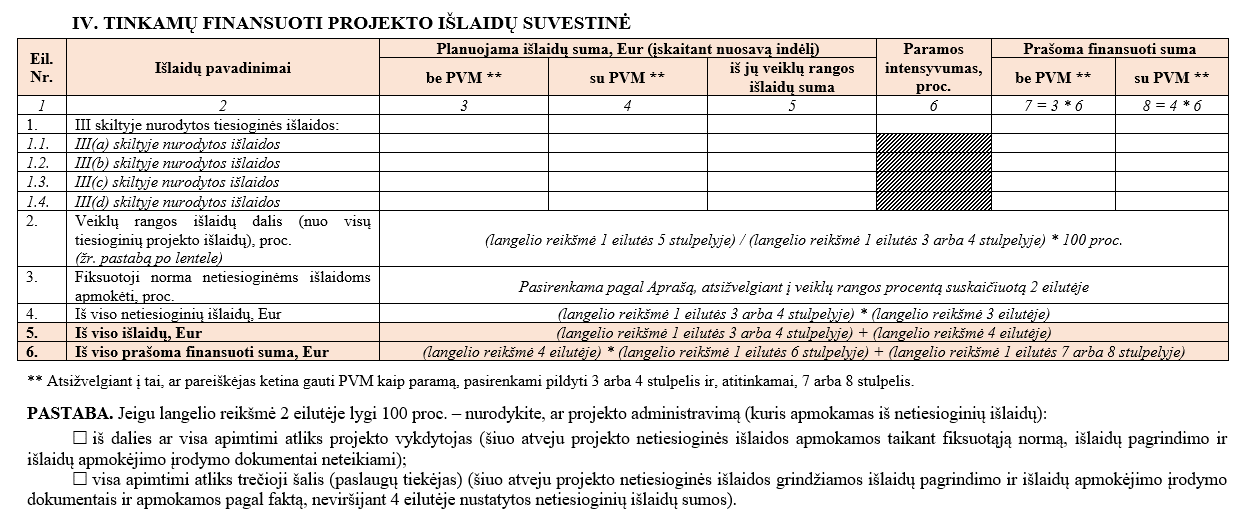 IV. TINKAMŲ FINANSUOTI PROJEKTO IŠLAIDŲ SUVESTINĖ
Eil. Nr. Išlaidų pavadinimai Planuojama išlaidų suma, Eur (įskaitant nuosavą indėlį) Paramos intensyvumas, proc. Prašoma finansuoti suma
be PVM ** su PVM ** iš jų veiklų rangos išlaidų suma be PVM ** su PVM **
1 2 3 4 5 6 7 = 3 * 6 8 = 4 * 6
1. III skiltyje nurodytos tiesioginės išlaidos:
1.1. III(a) skiltyje nurodytos išlaidos
1.2. III(b) skiltyje nurodytos išlaidos
1.3. III(c) skiltyje nurodytos išlaidos
1.4. III(d) skiltyje nurodytos išlaidos
2. Veiklų rangos išlaidų dalis (nuo visų
tiesioginių projekto išlaidų), proc.
(žr. pastabą po lentele)
(langelio reikšmė 1 eilutės 5 stulpelyje) / (langelio reikšmė 1 eilutės 3 arba 4 stulpelyje) * 100 proc.
3. Fiksuotoji norma netiesioginėms išlaidoms
apmokėti, proc.
Pasirenkama pagal Aprašą, atsižvelgiant į veiklų rangos procentą suskaičiuotą 2 eilutėje
4. Iš viso netiesioginių išlaidų, Eur (langelio reikšmė 1 eilutės 3 arba 4 stulpelyje) * (langelio reikšmė 3 eilutėje)
5. Iš viso išlaidų, Eur (langelio reikšmė 1 eilutės 3 arba 4 stulpelyje) + (langelio reikšmė 4 eilutėje)
6. Iš viso prašoma finansuoti suma, Eur (langelio reikšmė 4 eilutėje) * (langelio reikšmė 1 eilutės 6 stulpelyje) + (langelio reikšmė 1 eilutės 7 arba 8 stulpelyje)
** Atsižvelgiant į tai, ar pareiškėjas ketina gauti PVM kaip paramą, pasirenkami pildyti 3 arba 4 stulpelis ir, atitinkamai, 7 arba 8 stulpelis.
PASTABA. Jeigu langelio reikšmė 2 eilutėje lygi 100 proc. – nurodykite, ar projekto administravimą (kuris apmokamas iš netiesioginių išlaidų):
☐ iš dalies ar visa apimtimi atliks projekto vykdytojas (šiuo atveju projekto netiesioginės išlaidos apmokamos taikant fiksuotąją normą, išlaidų pagrindimo ir
išlaidų apmokėjimo įrodymo dokumentai neteikiami);
☐ visa apimtimi atliks trečioji šalis (paslaugų tiekėjas) (šiuo atveju projekto netiesioginės išlaidos grindžiamos išlaidų pagrindimo ir išlaidų apmokėjimo įrodymo
dokumentais ir apmokamos pagal faktą, neviršijant 4 eilutėje nustatytos netiesioginių išlaidų sumos).